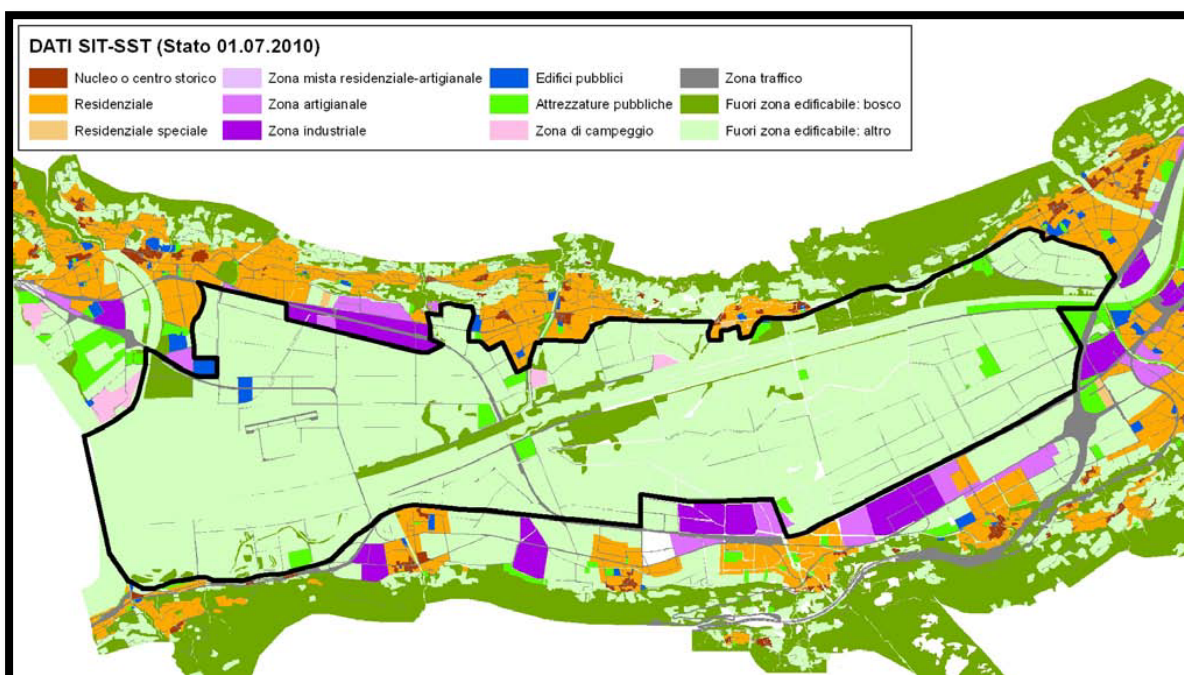 DATI SIT-SST (Stato 01.07.2010)
Nucleo o centro storico
Residenziale
Residenziale speciale
Zona mista residenziale-artigianale
Zona artigianale
Zona industriale
Edifici pubblici
Attrezzature pubbliche
Zona di campeggio
Zona traffico
Fuori zona edificabile: bosco
Fuori zona edificabile: altro